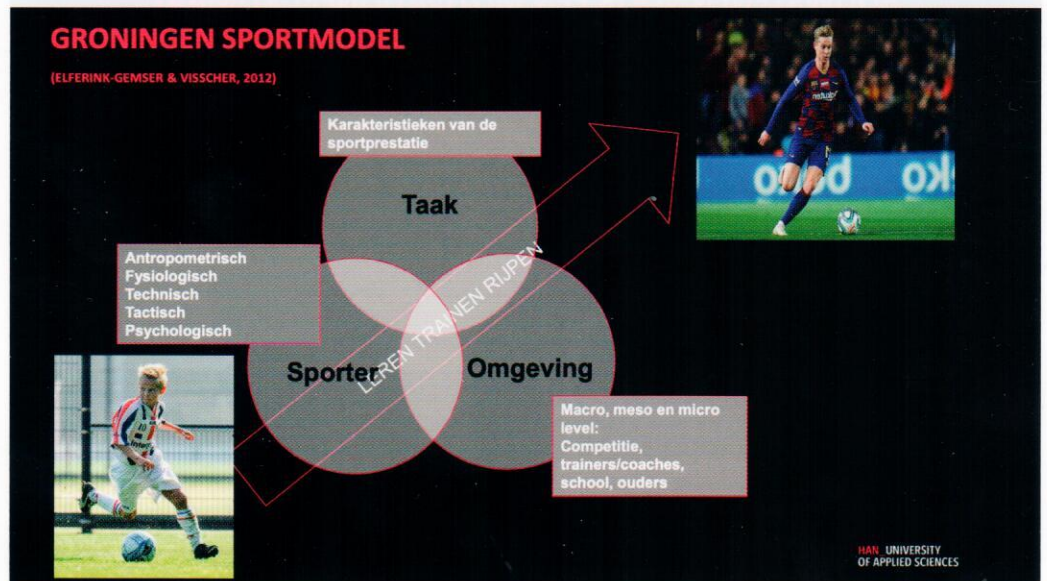 GRONINGEN SPORTMODEL
(ELFERINK-GEMSER & VISSCHER, 2012)
Karakteristieken van de
sportprestatie
Taak
Antropometrisch
Fysiologisch
Technisch
Tactisch
Psychologisch
LEREN TRAINEN RIJPEN
Sporter
Omgeving
Macro, meso en micro
level:
Competitie,
trainers/coaches,
school, ouders
10
HAN UNIVERSITY
OF APPLIED SCIENCES